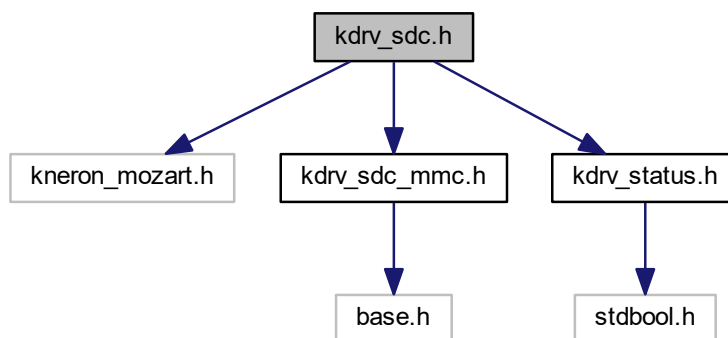 kdrv_sdc.h
kneron_mozart.h
kdrv_sdc_mmc.h
kdrv_status.h
base.h
stdbool.h